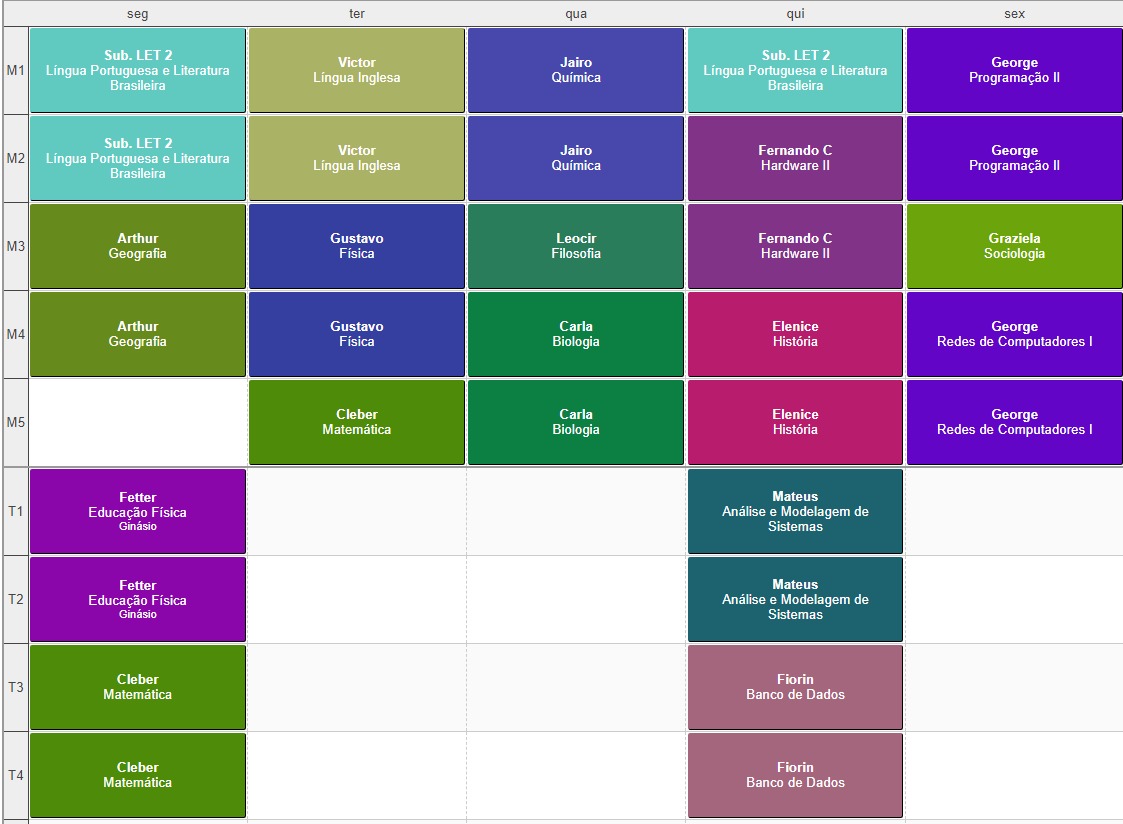 seg ter qua qui sex
M1
Sub. LET 2
Língua Portuguesa e Literatura
Brasileira
Victor
Língua Inglesa
Jairo
Química
Sub. LET 2
Língua Portuguesa e Literatura
Brasileira
George
Programação II
M2
Sub. LET 2
Língua Portuguesa e Literatura
Brasileira
Victor
Língua Inglesa
Jairo
Química
Fernando C
Hardware II
George
Programação II
M3
Arthur
Geografia
Gustavo
Física
Leocir
Filosofia
Fernando C
Hardware II
Graziela
Sociologia
M4
Arthur
Geografia
Gustavo
Física
Carla
Biologia
Elenice
História
George
Redes de Computadores I
M5
Cleber
Matemática
Carla
Biologia
Elenice
História
George
Redes de Computadores I
T1
Fetter
Educação Física
Ginásio
Mateus
Análise e Modelagem de
Sistemas
T2
Fetter
Educação Física
Ginásio
Mateus
Análise e Modelagem de
Sistemas
T3
Cleber
Matemática
Fiorin
Banco de Dados
T4
Cleber
Matemática
Fiorin
Banco de Dados